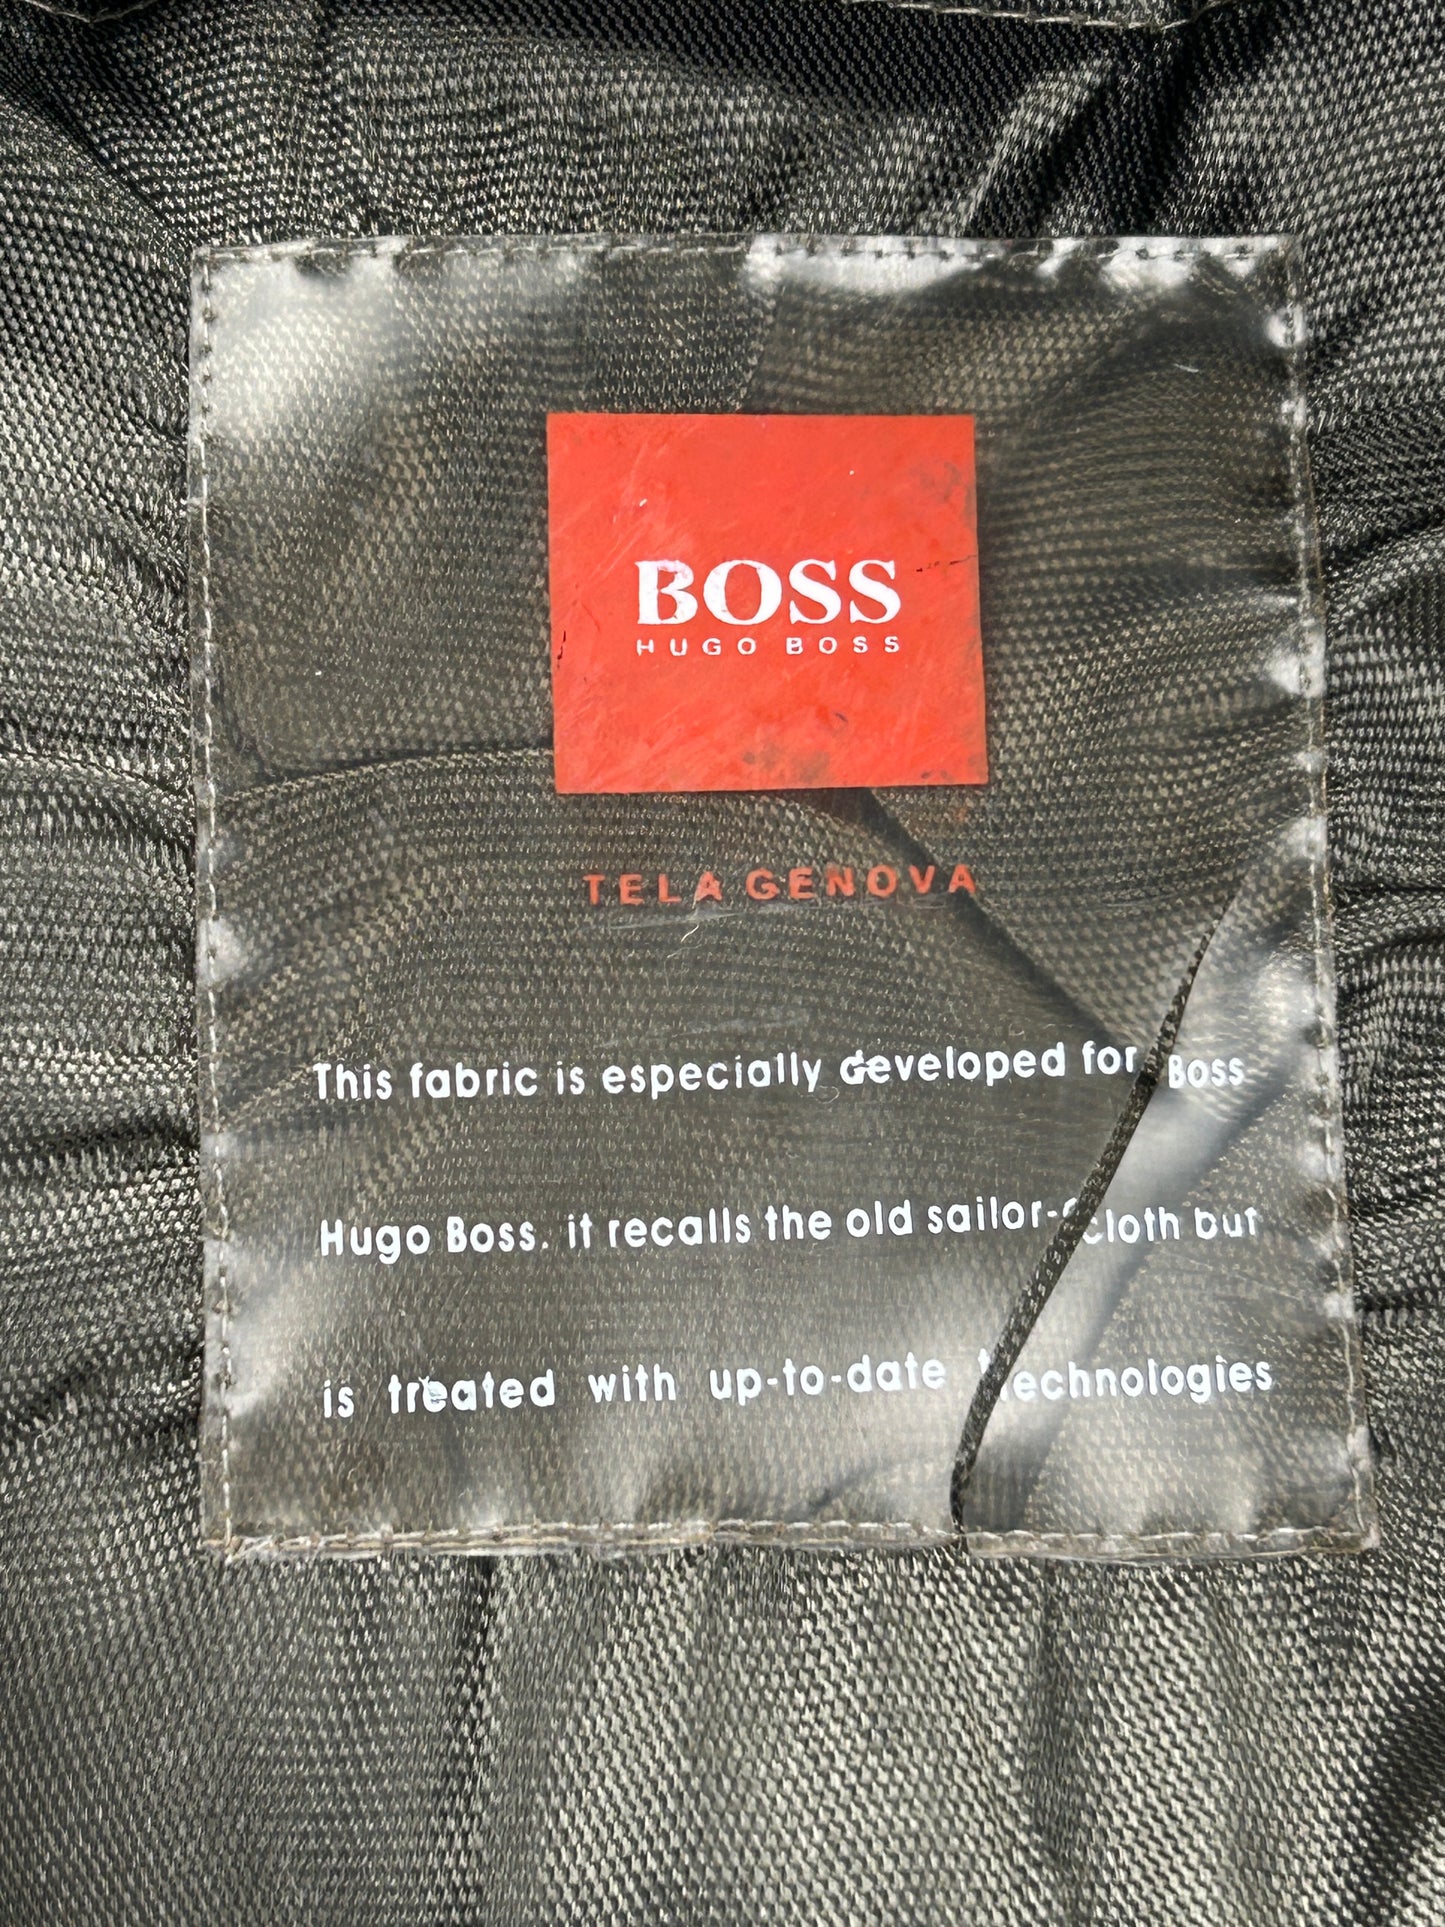 BOSS
HUGO BOSS
TELA GENOVA
This fabric is especially developed for Boss
Hugo Boss. it recalls the old sailor-cloth but
is treated with up-to-date technologies